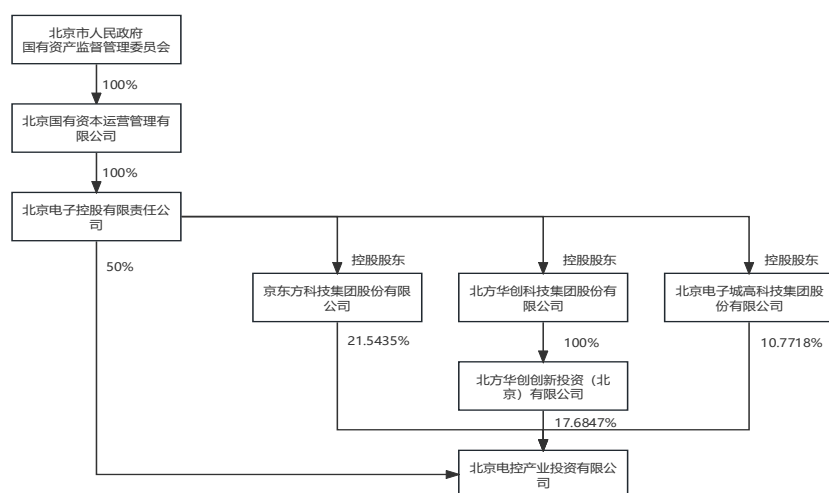 北京市人民政府
国有资产监督管理委员会
100%
北京国有资本运营管理有
限公司
100%
北京电子控股有限责任公
司
50%
控股股东
控股股东
控股股东
京东方科技集团股份有限
公司
北方华创科技集团股份有
限公司
北京电子城高科技集团股
份有限公司
21.5435%
100%
10.7718%
北方华创创新投资（北
京）有限公司
17.6847%
北京电控产业投资有限公
司